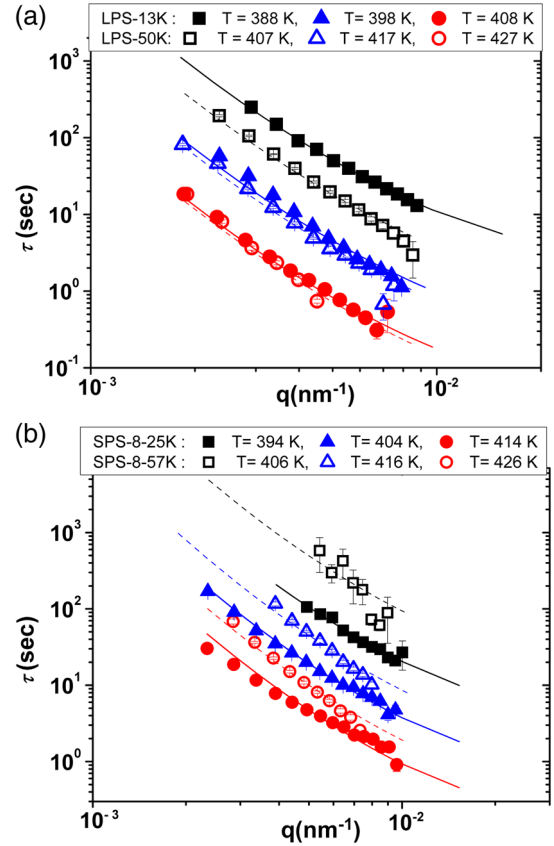 (a)
LPS-13K : T = 388 K, T = 398 K, T = 408 K
LPS-50K: T = 407 K, T = 417 K, T = 427 K
10³
10²
10¹
10⁰
10⁻¹
τ (sec)
10⁻³
10⁻²
q(nm⁻¹)
(b)
SPS-8-25K : T= 394 K, T= 404 K, T= 414 K
SPS-8-57K : T= 406 K, T= 416 K, T= 426 K
10³
10²
10¹
10⁰
τ (sec)
10⁻³
10⁻²
q(nm⁻¹)